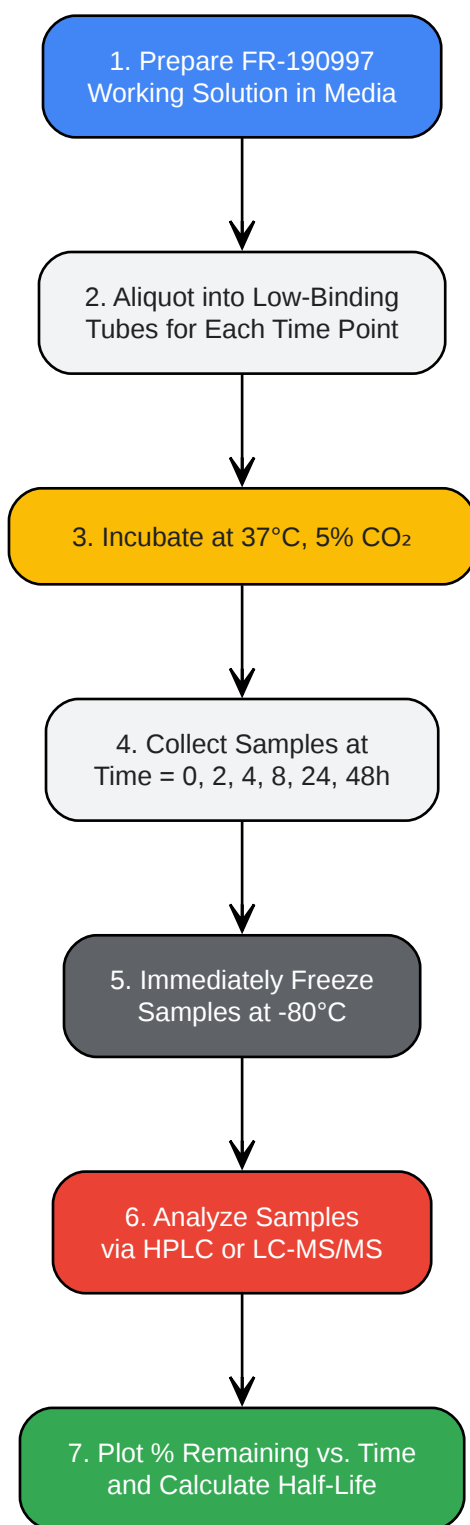 1. Prepare FR-190997
Working Solution in Media
2. Aliquot into Low-Binding
Tubes for Each Time Point
3. Incubate at 37°C, 5% CO₂
4. Collect Samples at
Time = 0, 2, 4, 8, 24, 48h
5. Immediately Freeze
Samples at -80°C
6. Analyze Samples
via HPLC or LC-MS/MS
7. Plot % Remaining vs. Time
and Calculate Half-Life